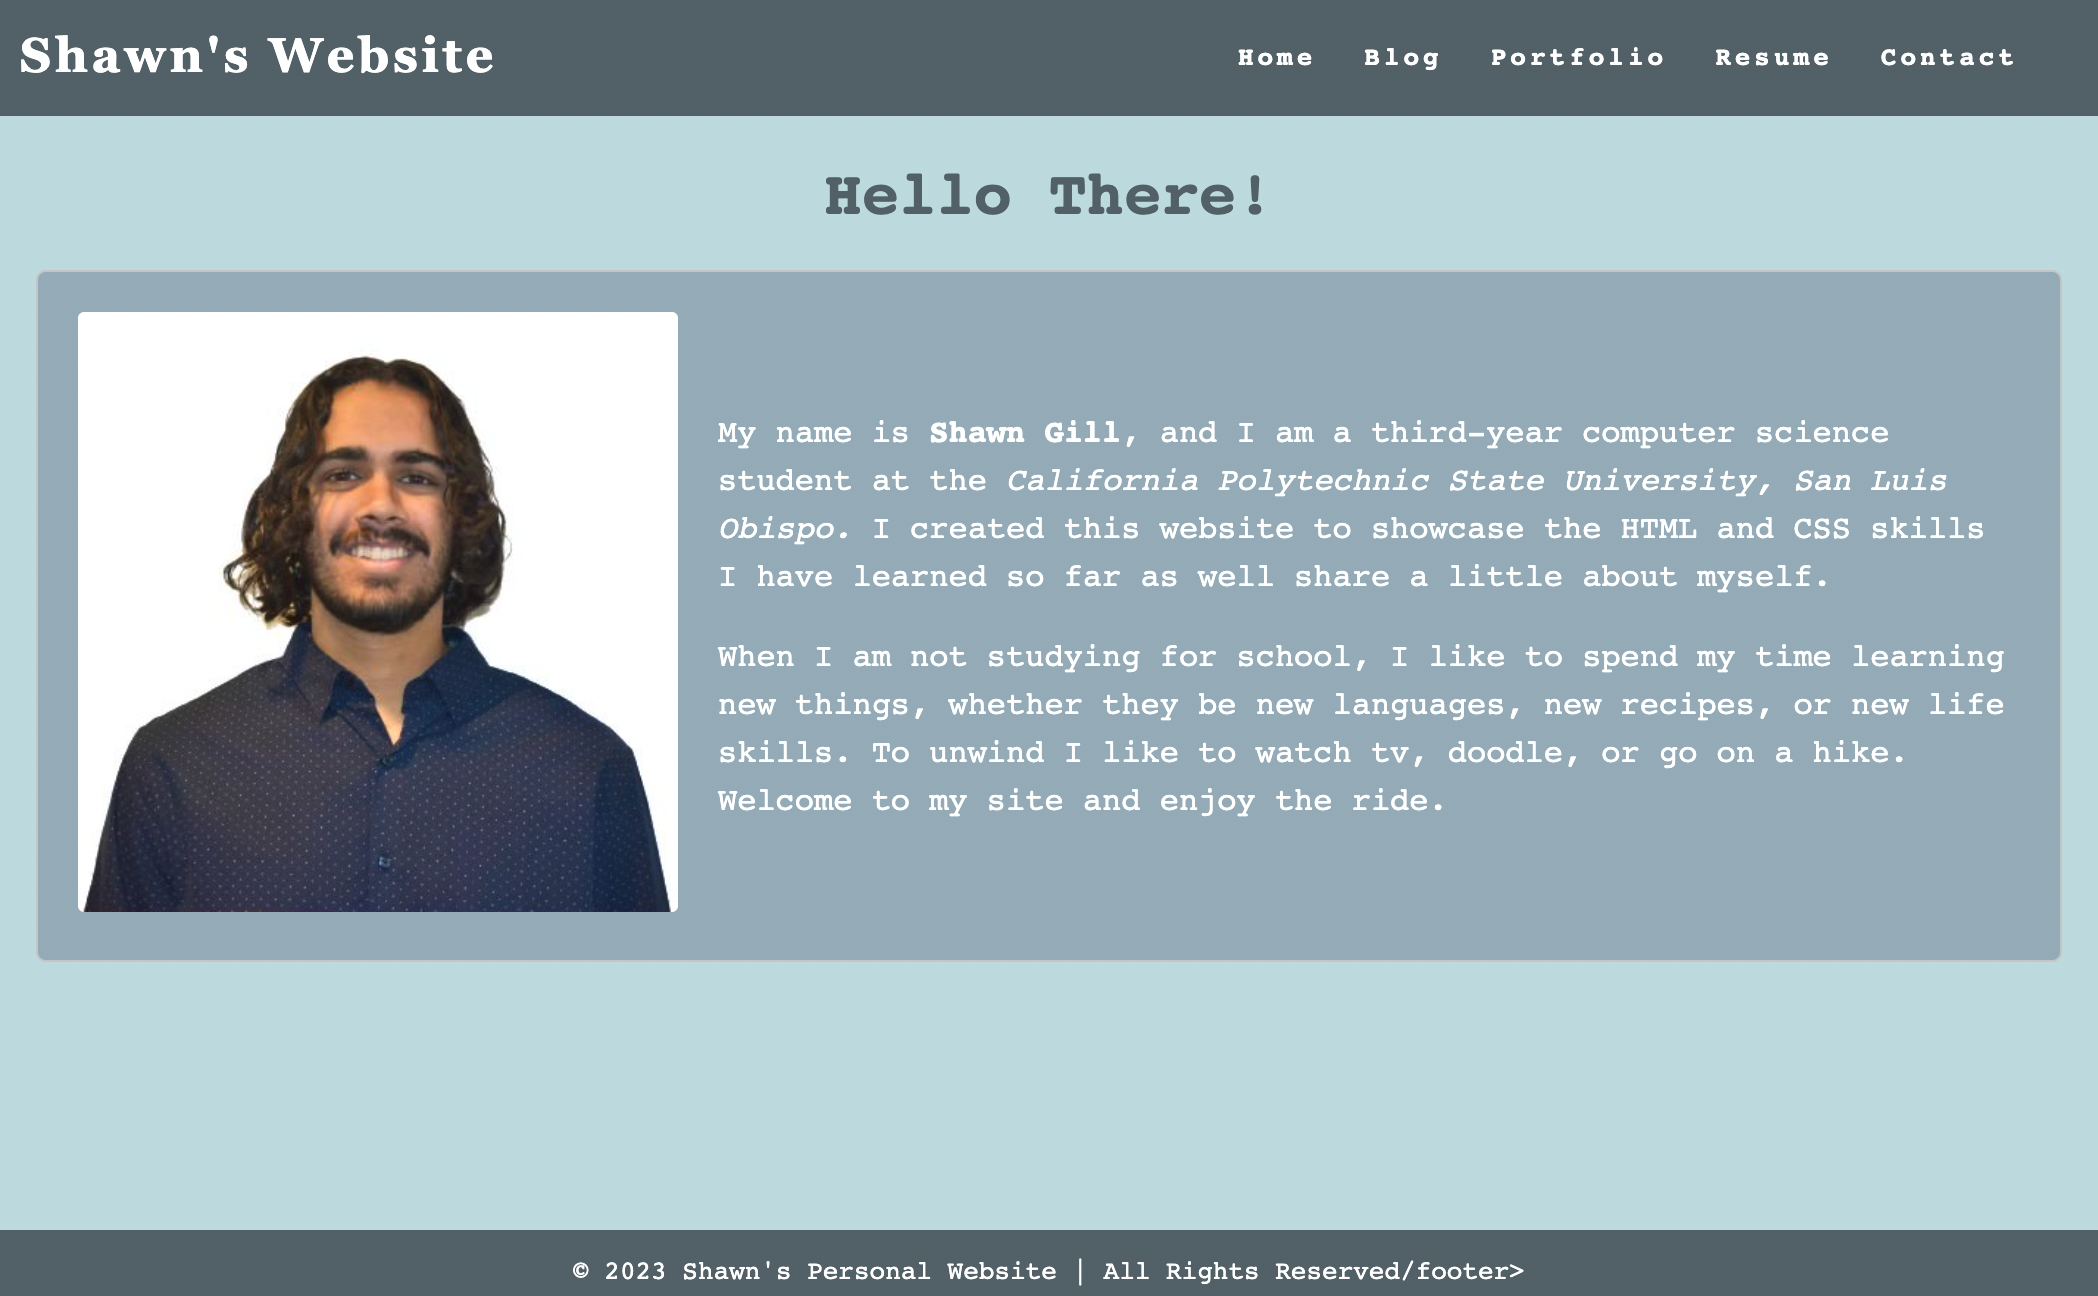 Shawn's Website
Home Blog Portfolio Resume Contact
Hello There!
My name is Shawn Gill, and I am a third-year computer science
student at the California Polytechnic State University, San Luis
Obispo. I created this website to showcase the HTML and CSS skills
I have learned so far as well share a little about myself.
When I am not studying for school, I like to spend my time learning
new things, whether they be new languages, new recipes, or new life
skills. To unwind I like to watch tv, doodle, or go on a hike.
Welcome to my site and enjoy the ride.
© 2023 Shawn's Personal Website | All Rights Reserved/footer>